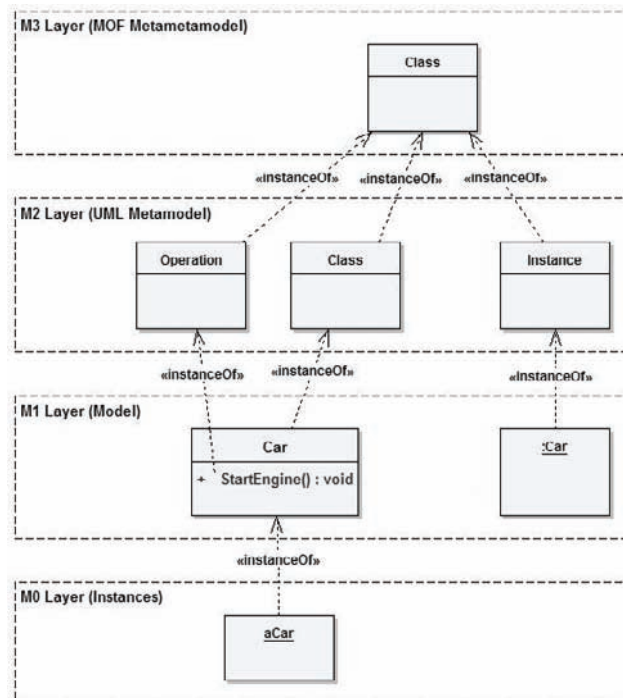 M3 Layer (MOF Metametamodel)
Class
«instanceOf» «instanceOf» «instanceOf»
M2 Layer (UML Metamodel)
Operation Class Instance
«instanceOf» «instanceOf» «instanceOf»
M1 Layer (Model)
Car :Car
+ StartEngine() : void
«instanceOf»
M0 Layer (Instances)
aCar